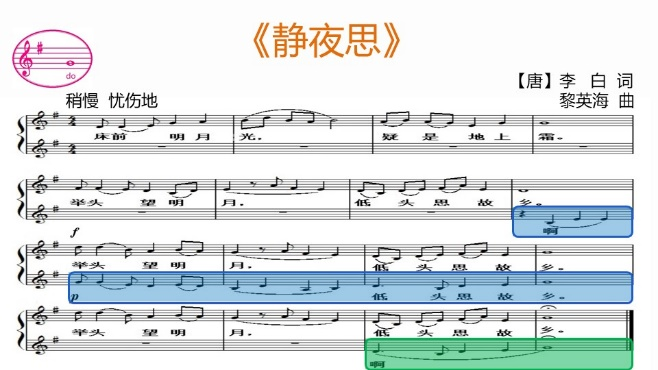 《静夜思》
do
【唐】李 白 词
稍慢 忧伤地
黎英海 曲
床前 明 月 光, 疑 是 地 上 霜。
举头 望 明 月, 低 头 思 故 乡。
f
啊
举头 望 明 月, 低 头 思 故 乡。
p
低 头 思 故 乡。
举头 望 明 月, 低 头 思 故 乡。
啊